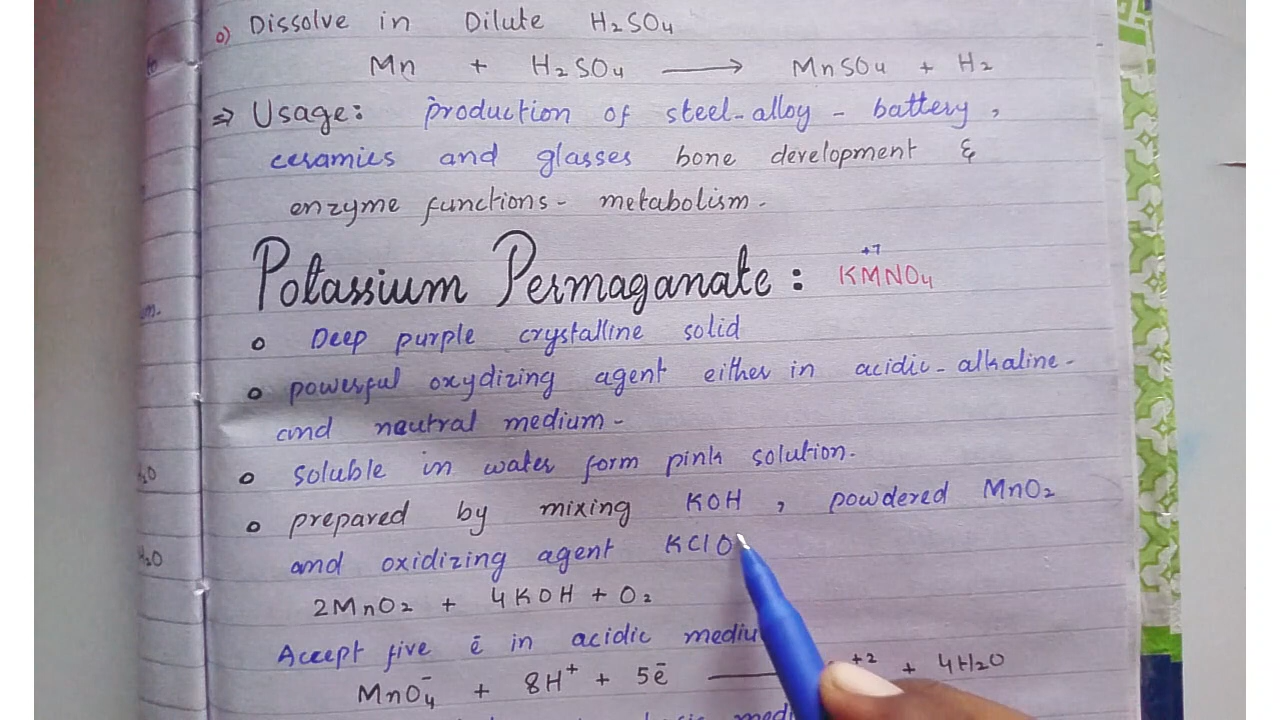 o) Dissolve in Dilute H₂SO₄
Mn + H₂SO₄ ⟶ MnSO₄ + H₂
⇒ Usage: production of steel-alloy - battery,
ceramics and glasses bone development &
enzyme functions - metabolism.
Potassium Permaganate: K⁺⁷MNO₄
o Deep purple crystalline solid
o powerful oxydizing agent either in acidic-alkaline-
and neutral medium-
o soluble in water form pink solution.
o prepared by mixing KOH, powdered MnO₂
and oxidizing agent KClO
2MnO₂ + 4KOH + O₂
Accept five ē in acidic mediu
MnO₄⁻ + 8H⁺ + 5ē ⟶ ⁺² + 4H₂O
H₂O
H₂O